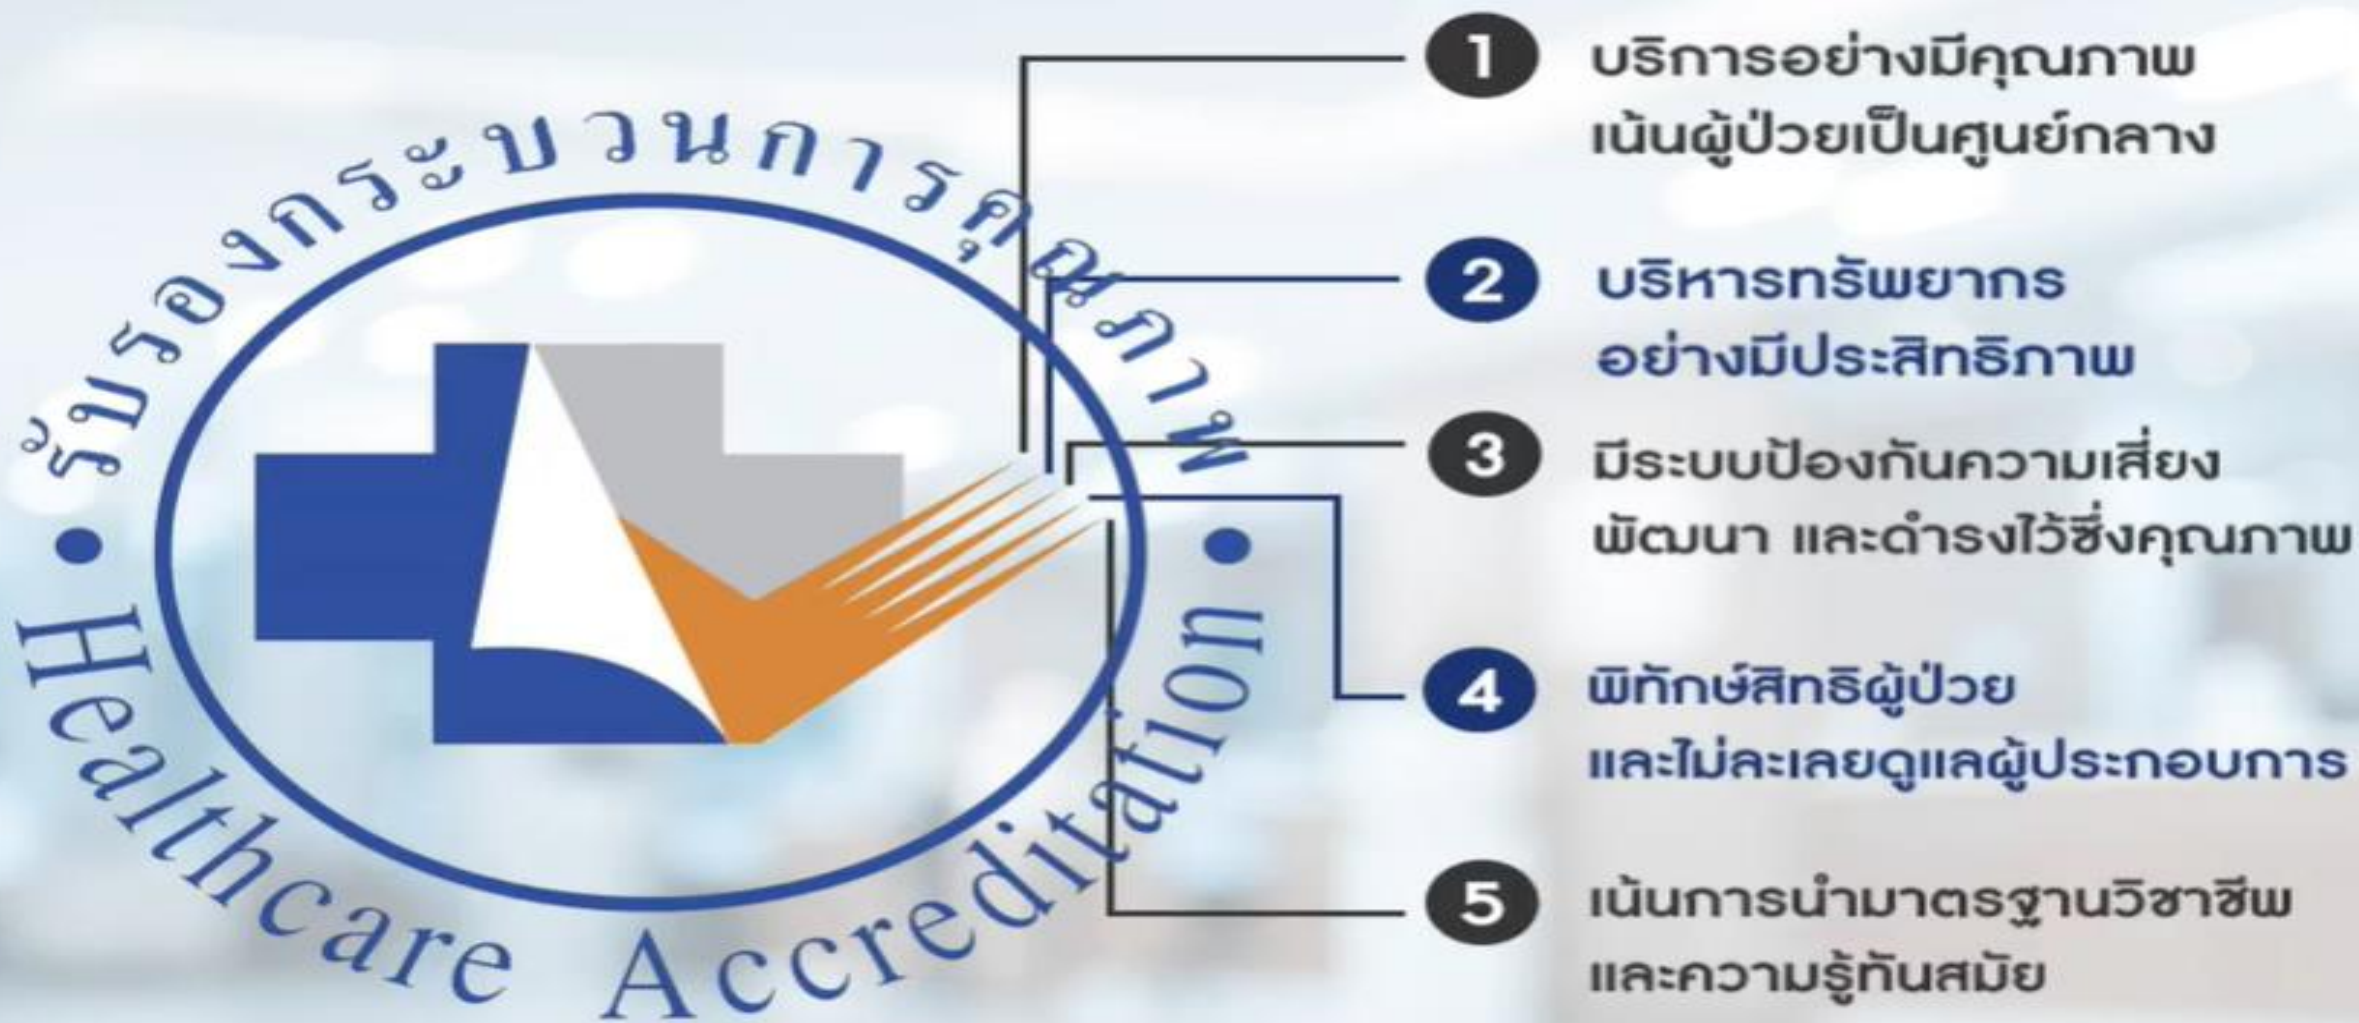 รับรองกระบวนการคุณภาพ
• Healthcare Accreditation •
1 บริการอย่างมีคุณภาพ
เน้นผู้ป่วยเป็นศูนย์กลาง
2 บริหารทรัพยากร
อย่างมีประสิทธิภาพ
3 มีระบบป้องกันความเสี่ยง
พัฒนา และดำรงไว้ซึ่งคุณภาพ
4 พิทักษ์สิทธิผู้ป่วย
และไม่ละเลยดูแลผู้ประกอบการ
5 เน้นการนำมาตรฐานวิชาชีพ
และความรู้ทันสมัย